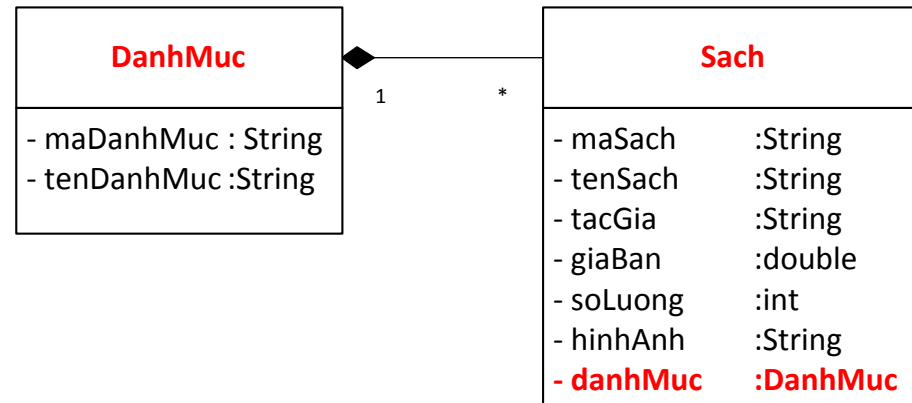 DanhMuc
- maDanhMuc : String
- tenDanhMuc :String
1
*
Sach
- maSach :String
- tenSach :String
- tacGia :String
- giaBan :double
- soLuong :int
- hinhAnh :String
- danhMuc :DanhMuc